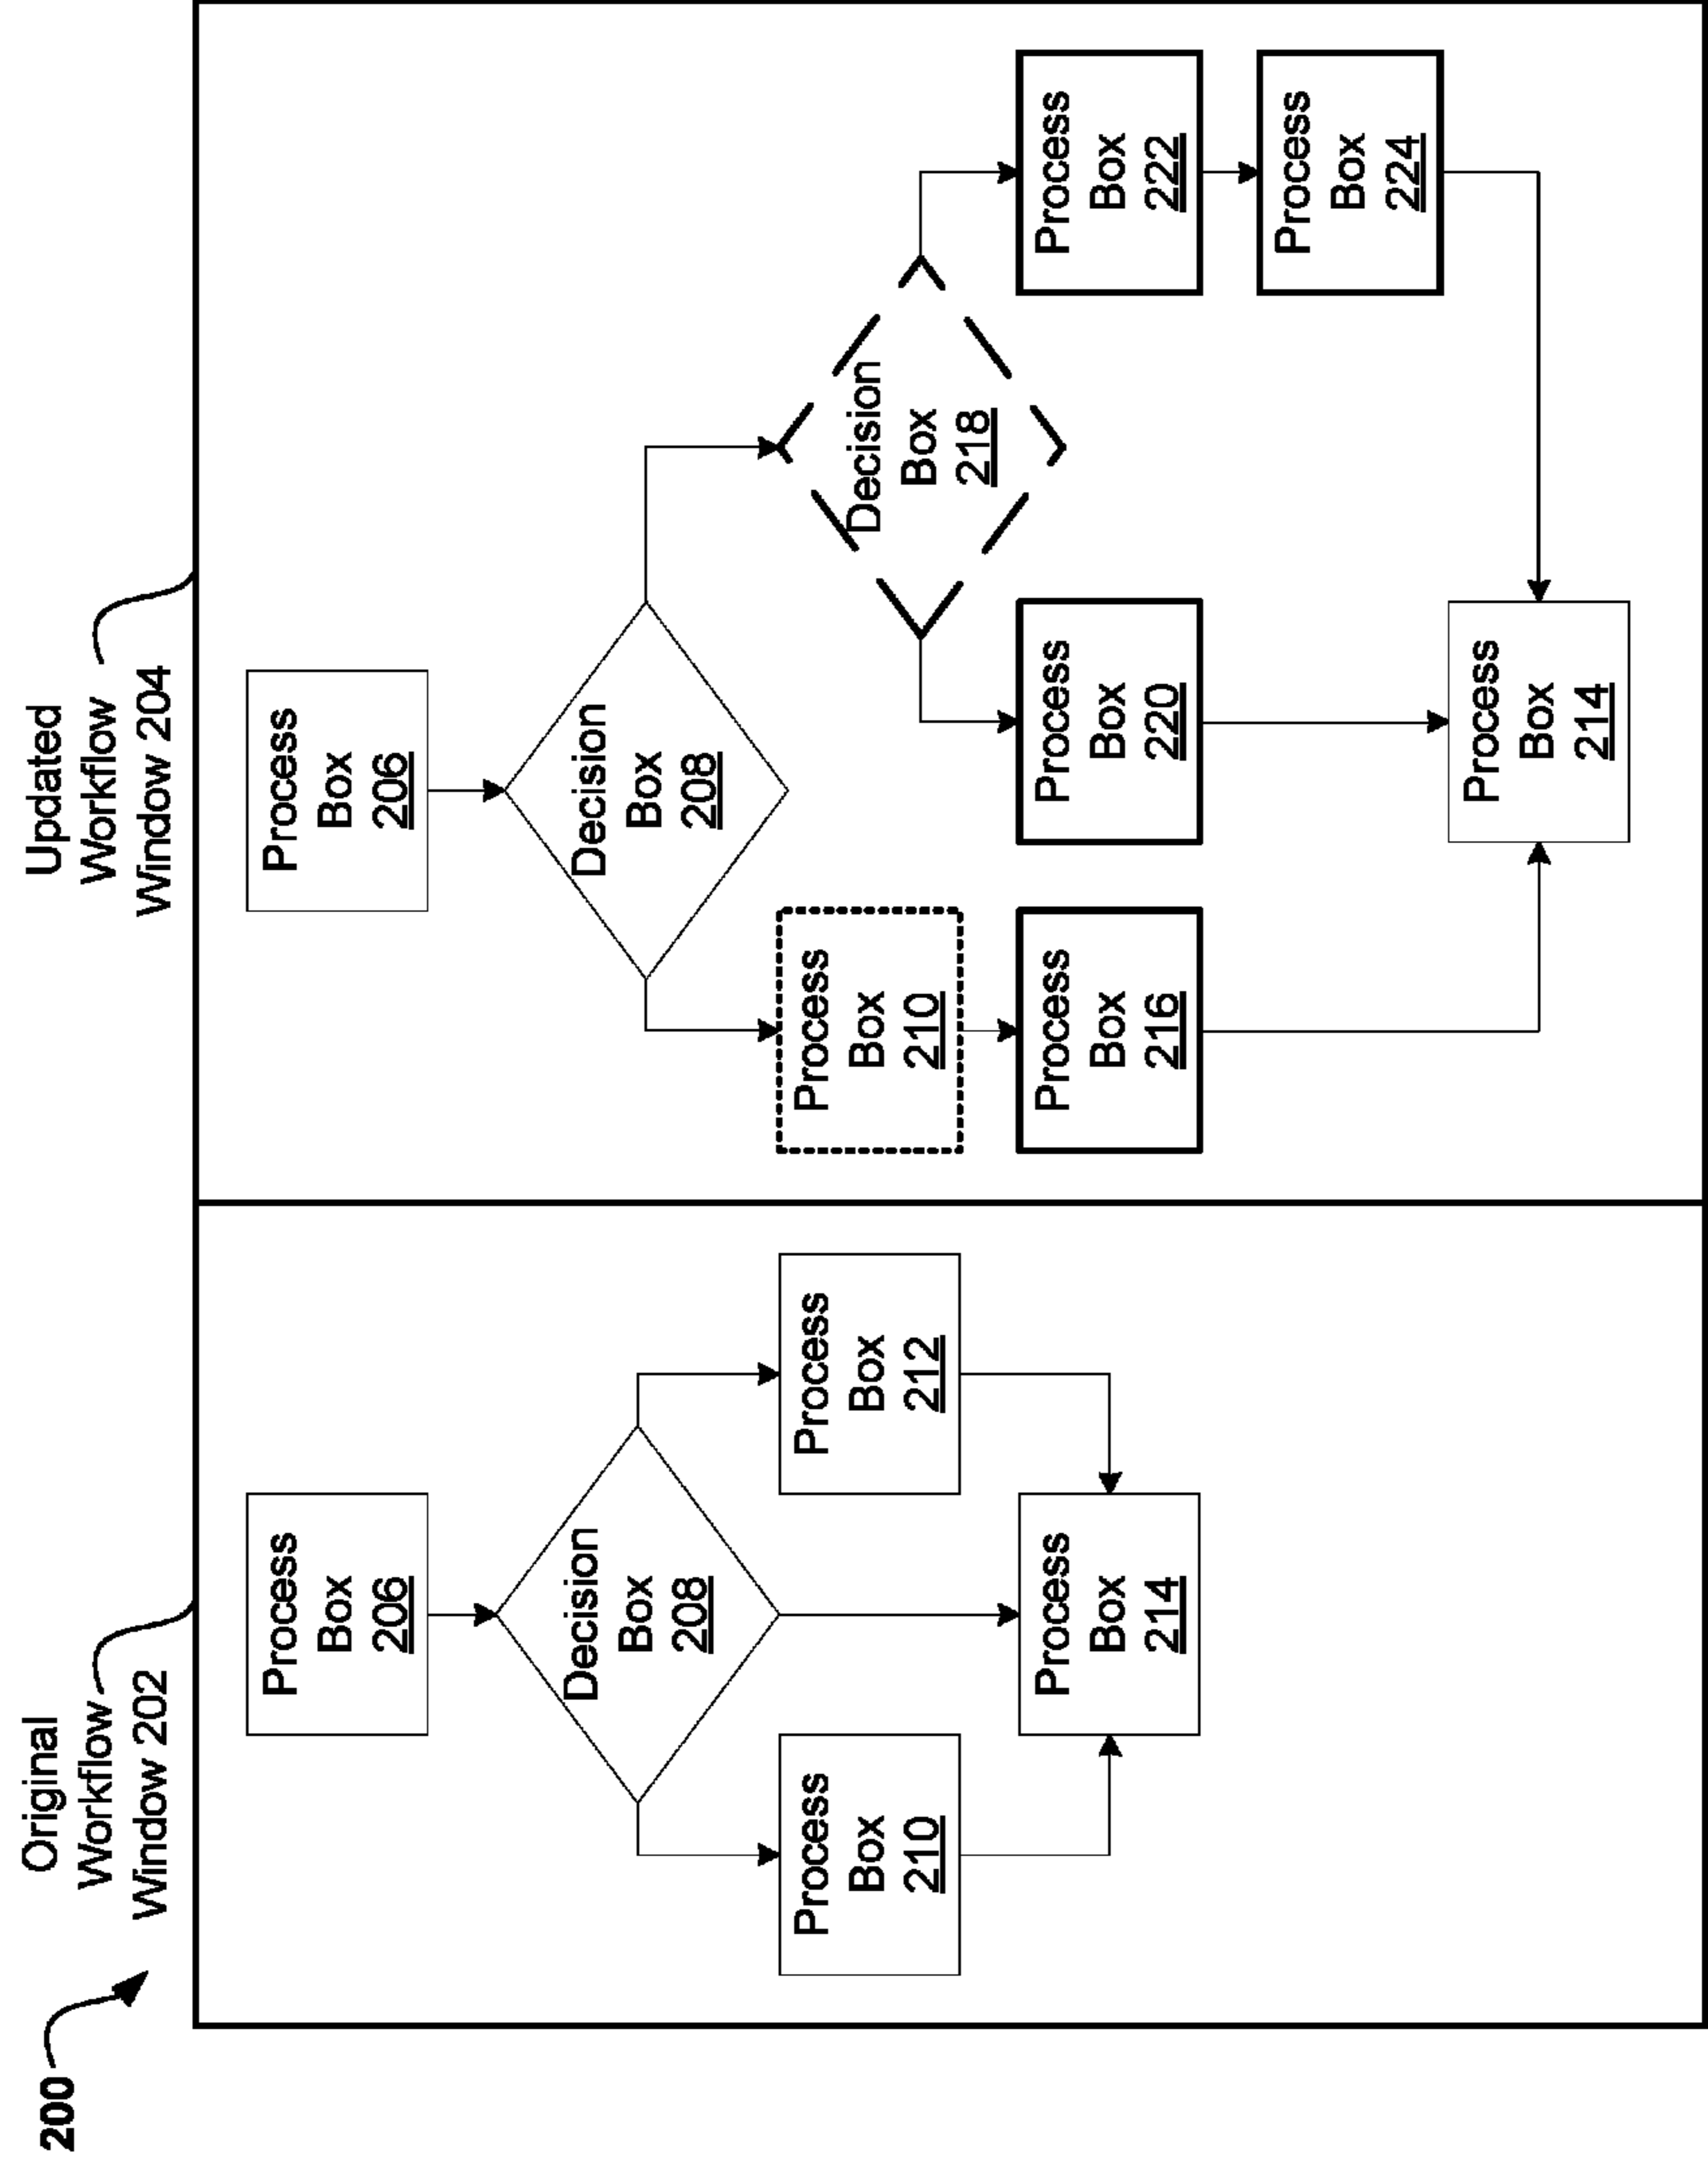 200
Original
Workflow
Window 202
Process
Box
206
Decision
Box
208
Process
Box
210
Process
Box
212
Process
Box
214
Updated
Workflow
Window 204
Process
Box
206
Decision
Box
208
Process
Box
210
Decision
Box
218
Process
Box
216
Process
Box
220
Process
Box
222
Process
Box
224
Process
Box
214